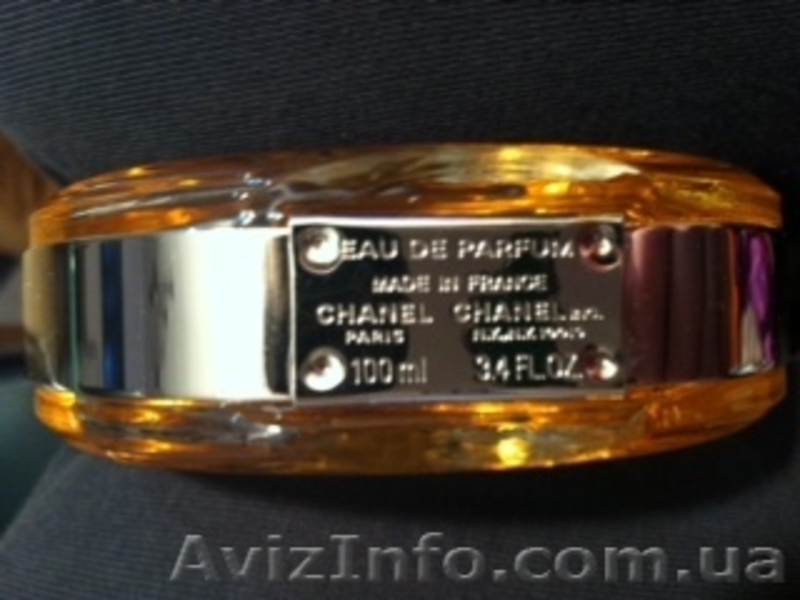 EAU DE PARFUM
MADE IN FRANCE
CHANEL CHANEL
PARIS
100 ml 3.4 FL.OZ.
AvizInfo.com.ua